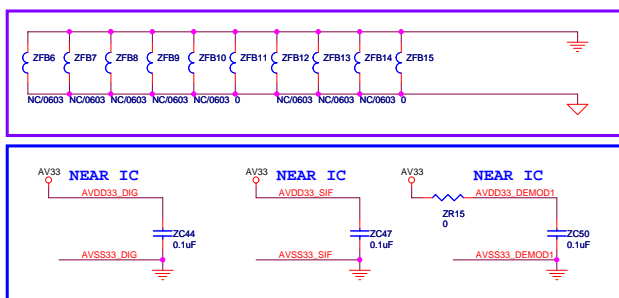 ZFB6 ZFB7 ZFB8 ZFB9 ZFB10 ZFB11 ZFB12 ZFB13 ZFB14 ZFB15
NC/0603 NC/0603 NC/0603 NC/0603 NC/0603 0 NC/0603 NC/0603 NC/0603 0
AV33 NEAR IC AV33 NEAR IC AV33 NEAR IC
AVDD33_DIG AVDD33_SIF AVDD33_DEMOD1
ZR15
0
ZC44 ZC47 ZC50
0.1uF 0.1uF 0.1uF
AVSS33_DIG AVSS33_SIF AVSS33_DEMOD1